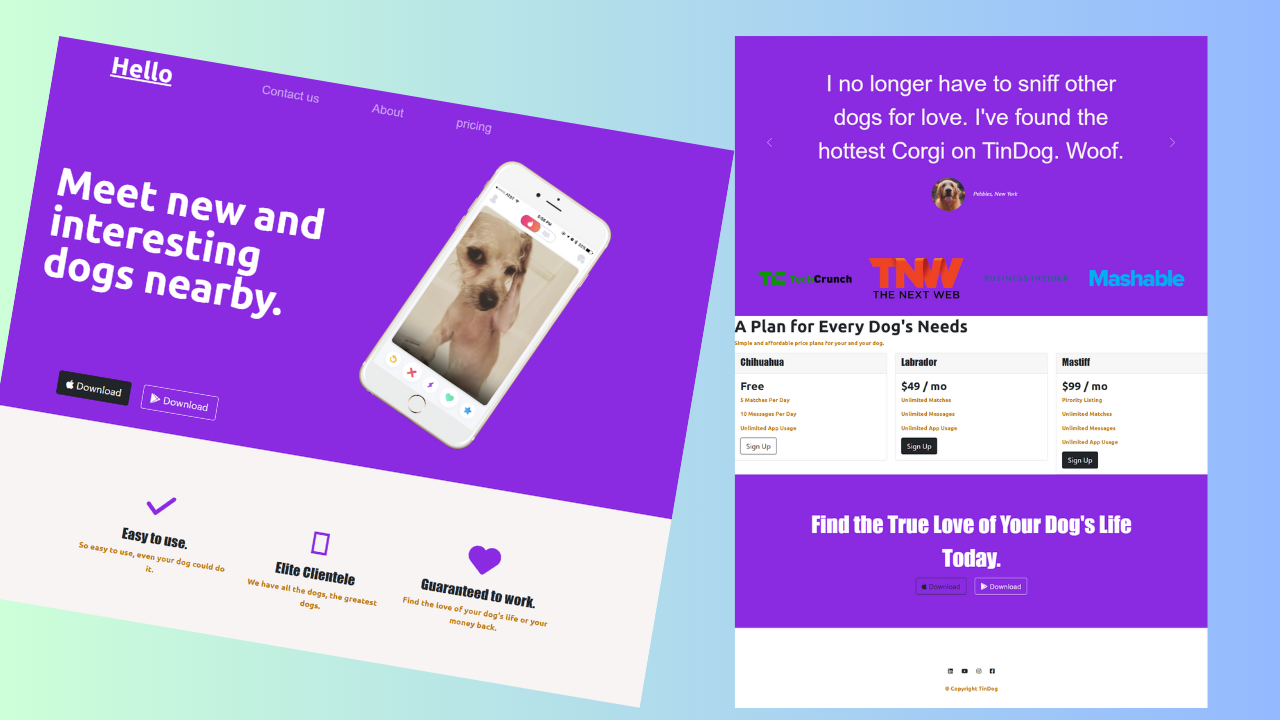 Hello
Contact us
About
pricing
Meet new and
interesting
dogs nearby.
Download
Download
5:58 PM
Easy to use.
So easy to use, even your dog could do
it.
Elite Clientele
We have all the dogs, the greatest
dogs.
Guaranteed to work.
Find the love of your dog's life or your
money back.
I no longer have to sniff other
dogs for love. I've found the
hottest Corgi on TinDog. Woof.
Pebbles, New York
TC TechCrunch
TNW
THE NEXT WEB
BUSINESS INSIDER
Mashable
A Plan for Every Dog's Needs
Simple and affordable price plans for your and your dog.
Chihuahua
Free
5 Matches Per Day
10 Messages Per Day
Unlimited App Usage
Sign Up
Labrador
$49 / mo
Unlimited Matches
Unlimited Messages
Unlimited App Usage
Sign Up
Mastiff
$99 / mo
Pirority Listing
Unlimited Matches
Unlimited Messages
Unlimited App Usage
Sign Up
Find the True Love of Your Dog's Life
Today.
Download
Download
© Copyright TinDog